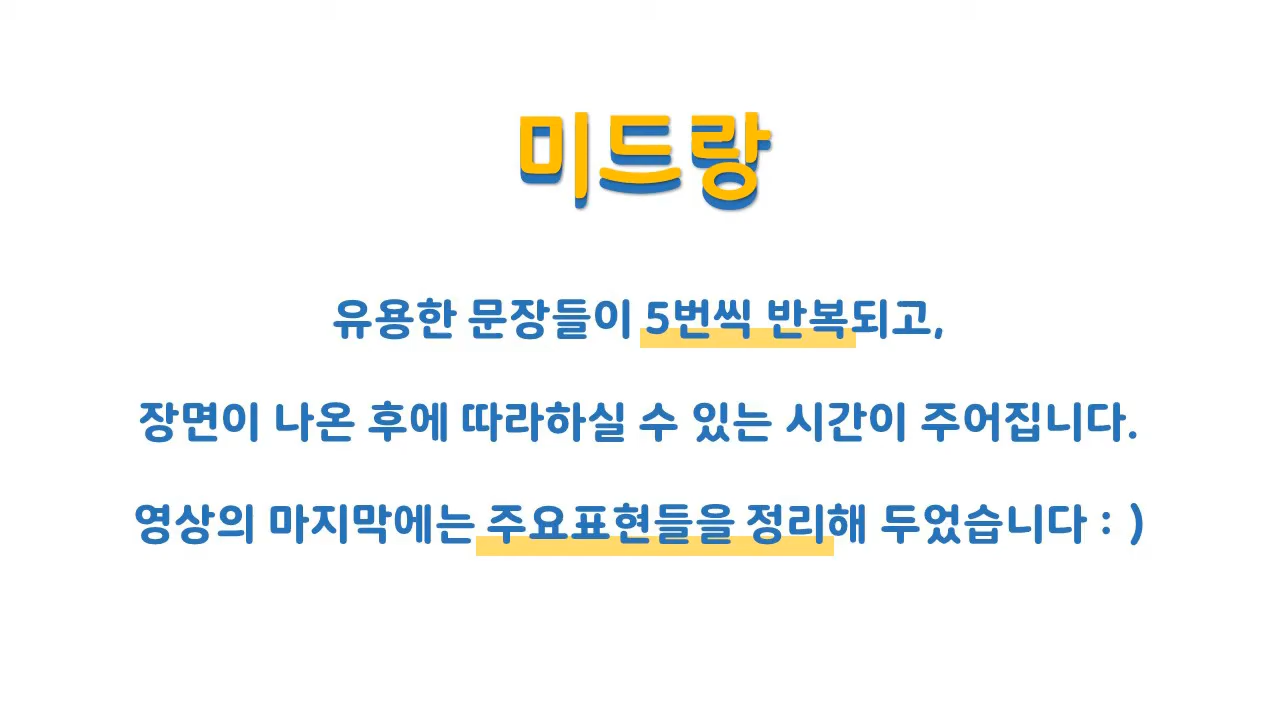 미드랑
유용한 문장들이 5번씩 반복되고,
장면이 나온 후에 따라하실 수 있는 시간이 주어집니다.
영상의 마지막에는 주요표현들을 정리해 두었습니다 : )